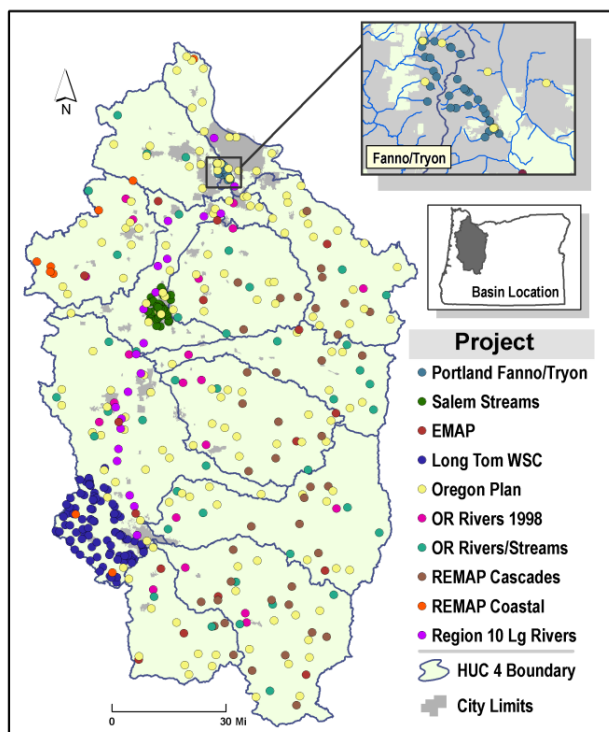 N
Fanno/Tryon
Basin Location
Project
Portland Fanno/Tryon
Salem Streams
EMAP
Long Tom WSC
Oregon Plan
OR Rivers 1998
OR Rivers/Streams
REMAP Cascades
REMAP Coastal
Region 10 Lg Rivers
HUC 4 Boundary
City Limits
0 30 Mi